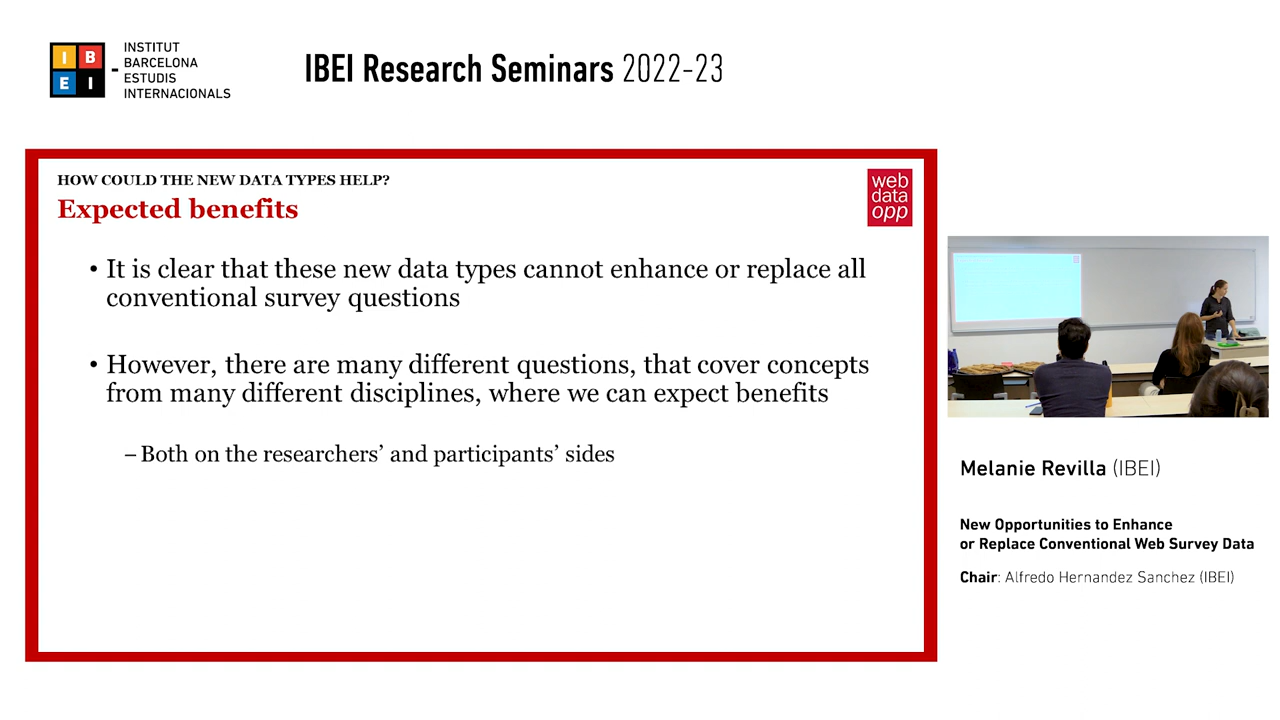 I B E I
INSTITUT
BARCELONA
ESTUDIS
INTERNACIONALS
IBEI Research Seminars 2022-23
HOW COULD THE NEW DATA TYPES HELP?
Expected benefits
web
data
opp
• It is clear that these new data types cannot enhance or replace all
conventional survey questions
• However, there are many different questions, that cover concepts
from many different disciplines, where we can expect benefits
– Both on the researchers’ and participants’ sides
Melanie Revilla (IBEI)
New Opportunities to Enhance
or Replace Conventional Web Survey Data
Chair: Alfredo Hernandez Sanchez (IBEI)